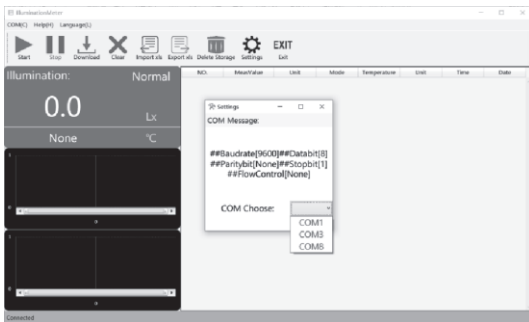 IlluminationMeter
COM(C) Help(H) Language(L)
Start Stop Download Clear Import xls Export xls Delete Storage Settings Exit
EXIT
Illumination: Normal
0.0 Lx
None °C
NO. MeasValue Unit Mode Temperature Unit Time Date
Settings
COM Message:
##Baudrate[9600]##Databit[8]
##Paritybit[None]##Stopbit[1]
##FlowControl[None]
COM Choose:
COM1
COM3
COM8
Connected